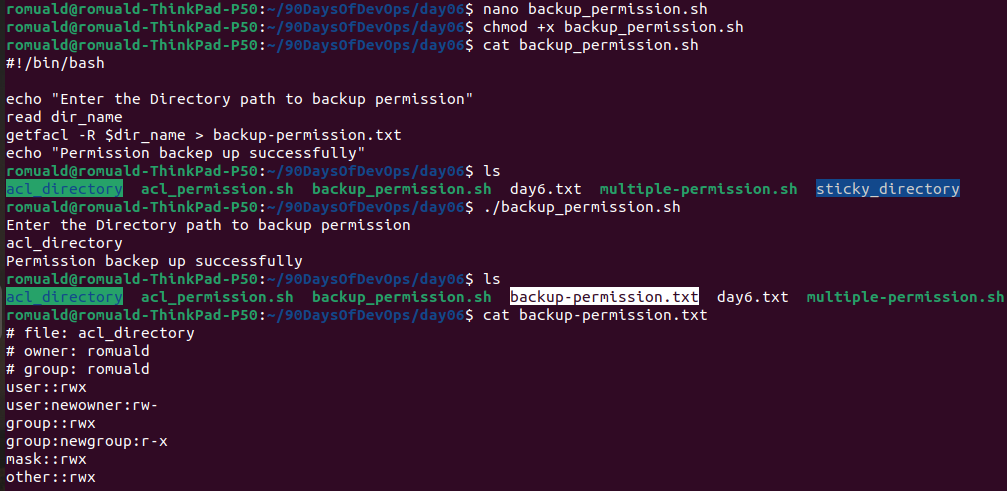 romuald@romuald-ThinkPad-P50:~/90DaysOfDevOps/day06$ nano backup_permission.sh
romuald@romuald-ThinkPad-P50:~/90DaysOfDevOps/day06$ chmod +x backup_permission.sh
romuald@romuald-ThinkPad-P50:~/90DaysOfDevOps/day06$ cat backup_permission.sh
#!/bin/bash

echo "Enter the Directory path to backup permission"
read dir_name
getfacl -R $dir_name > backup-permission.txt
echo "Permission backep up successfully"
romuald@romuald-ThinkPad-P50:~/90DaysOfDevOps/day06$ ls
acl_directory  acl_permission.sh  backup_permission.sh  day6.txt  multiple-permission.sh  sticky_directory
romuald@romuald-ThinkPad-P50:~/90DaysOfDevOps/day06$ ./backup_permission.sh
Enter the Directory path to backup permission
acl_directory
Permission backep up successfully
romuald@romuald-ThinkPad-P50:~/90DaysOfDevOps/day06$ ls
acl_directory  acl_permission.sh  backup_permission.sh  backup-permission.txt  day6.txt  multiple-permission.sh
romuald@romuald-ThinkPad-P50:~/90DaysOfDevOps/day06$ cat backup-permission.txt
# file: acl_directory
# owner: romuald
# group: romuald
user::rwx
user:newowner:rw-
group::rwx
group:newgroup:r-x
mask::rwx
other::rwx